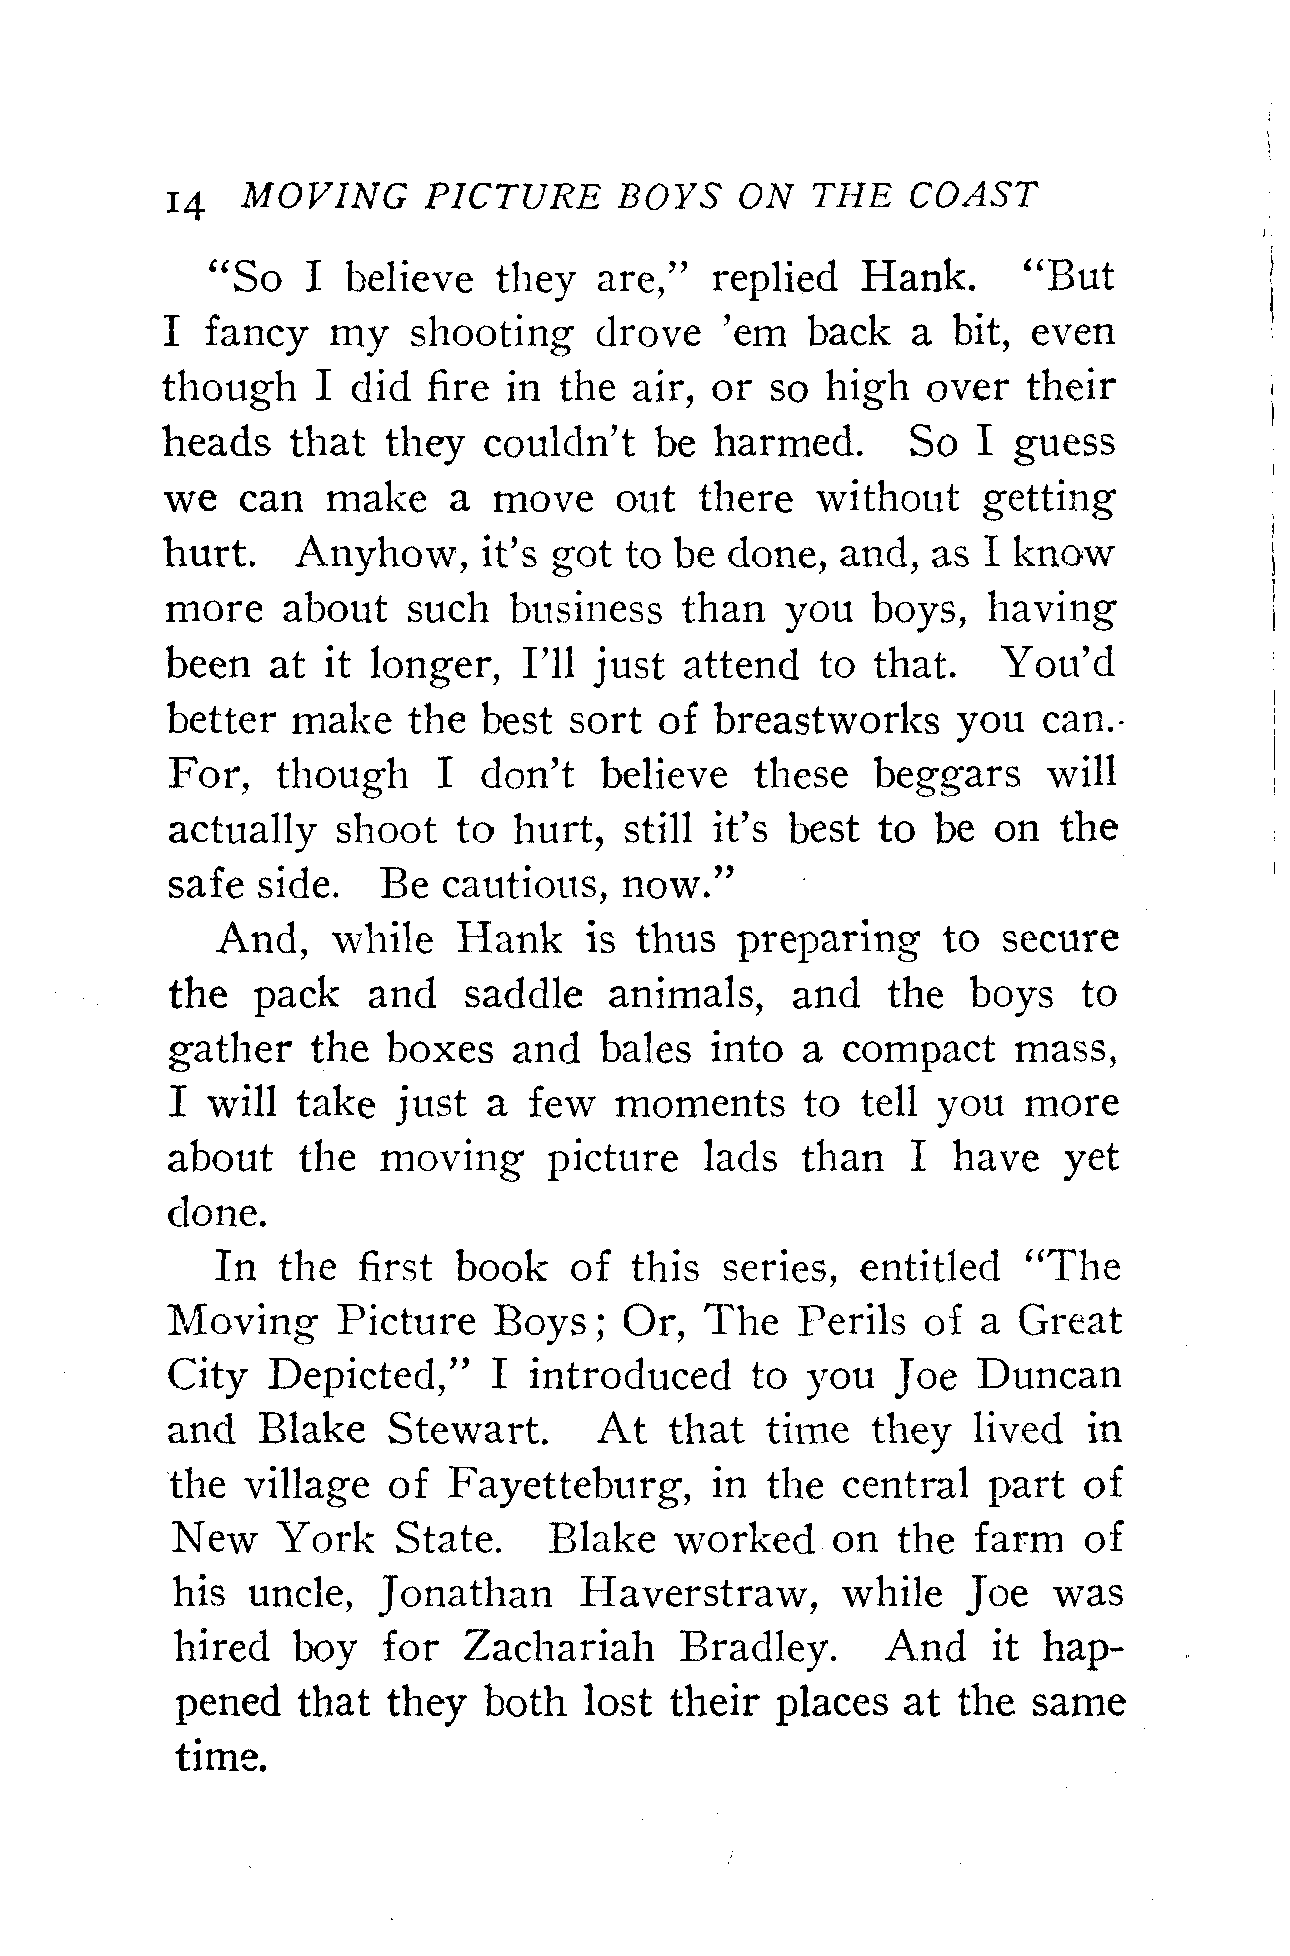 14 MOVING PICTURE BOYS ON THE COAST
“So I believe they are,” replied Hank. “But
I fancy my shooting drove ’em back a bit, even
though I did fire in the air, or so high over their
heads that they couldn’t be harmed. So I guess
we can make a move out there without getting
hurt. Anyhow, it’s got to be done, and, as I know
more about such business than you boys, having
been at it longer, I’ll just attend to that. You’d
better make the best sort of breastworks you can.
For, though I don’t believe these beggars will
actually shoot to hurt, still it’s best to be on the
safe side. Be cautious, now.”
And, while Hank is thus preparing to secure
the pack and saddle animals, and the boys to
gather the boxes and bales into a compact mass,
I will take just a few moments to tell you more
about the moving picture lads than I have yet
done.
In the first book of this series, entitled “The
Moving Picture Boys; Or, The Perils of a Great
City Depicted,” I introduced to you Joe Duncan
and Blake Stewart. At that time they lived in
the village of Fayetteburg, in the central part of
New York State. Blake worked on the farm of
his uncle, Jonathan Haverstraw, while Joe was
hired boy for Zachariah Bradley. And it hap-
pened that they both lost their places at the same
time.